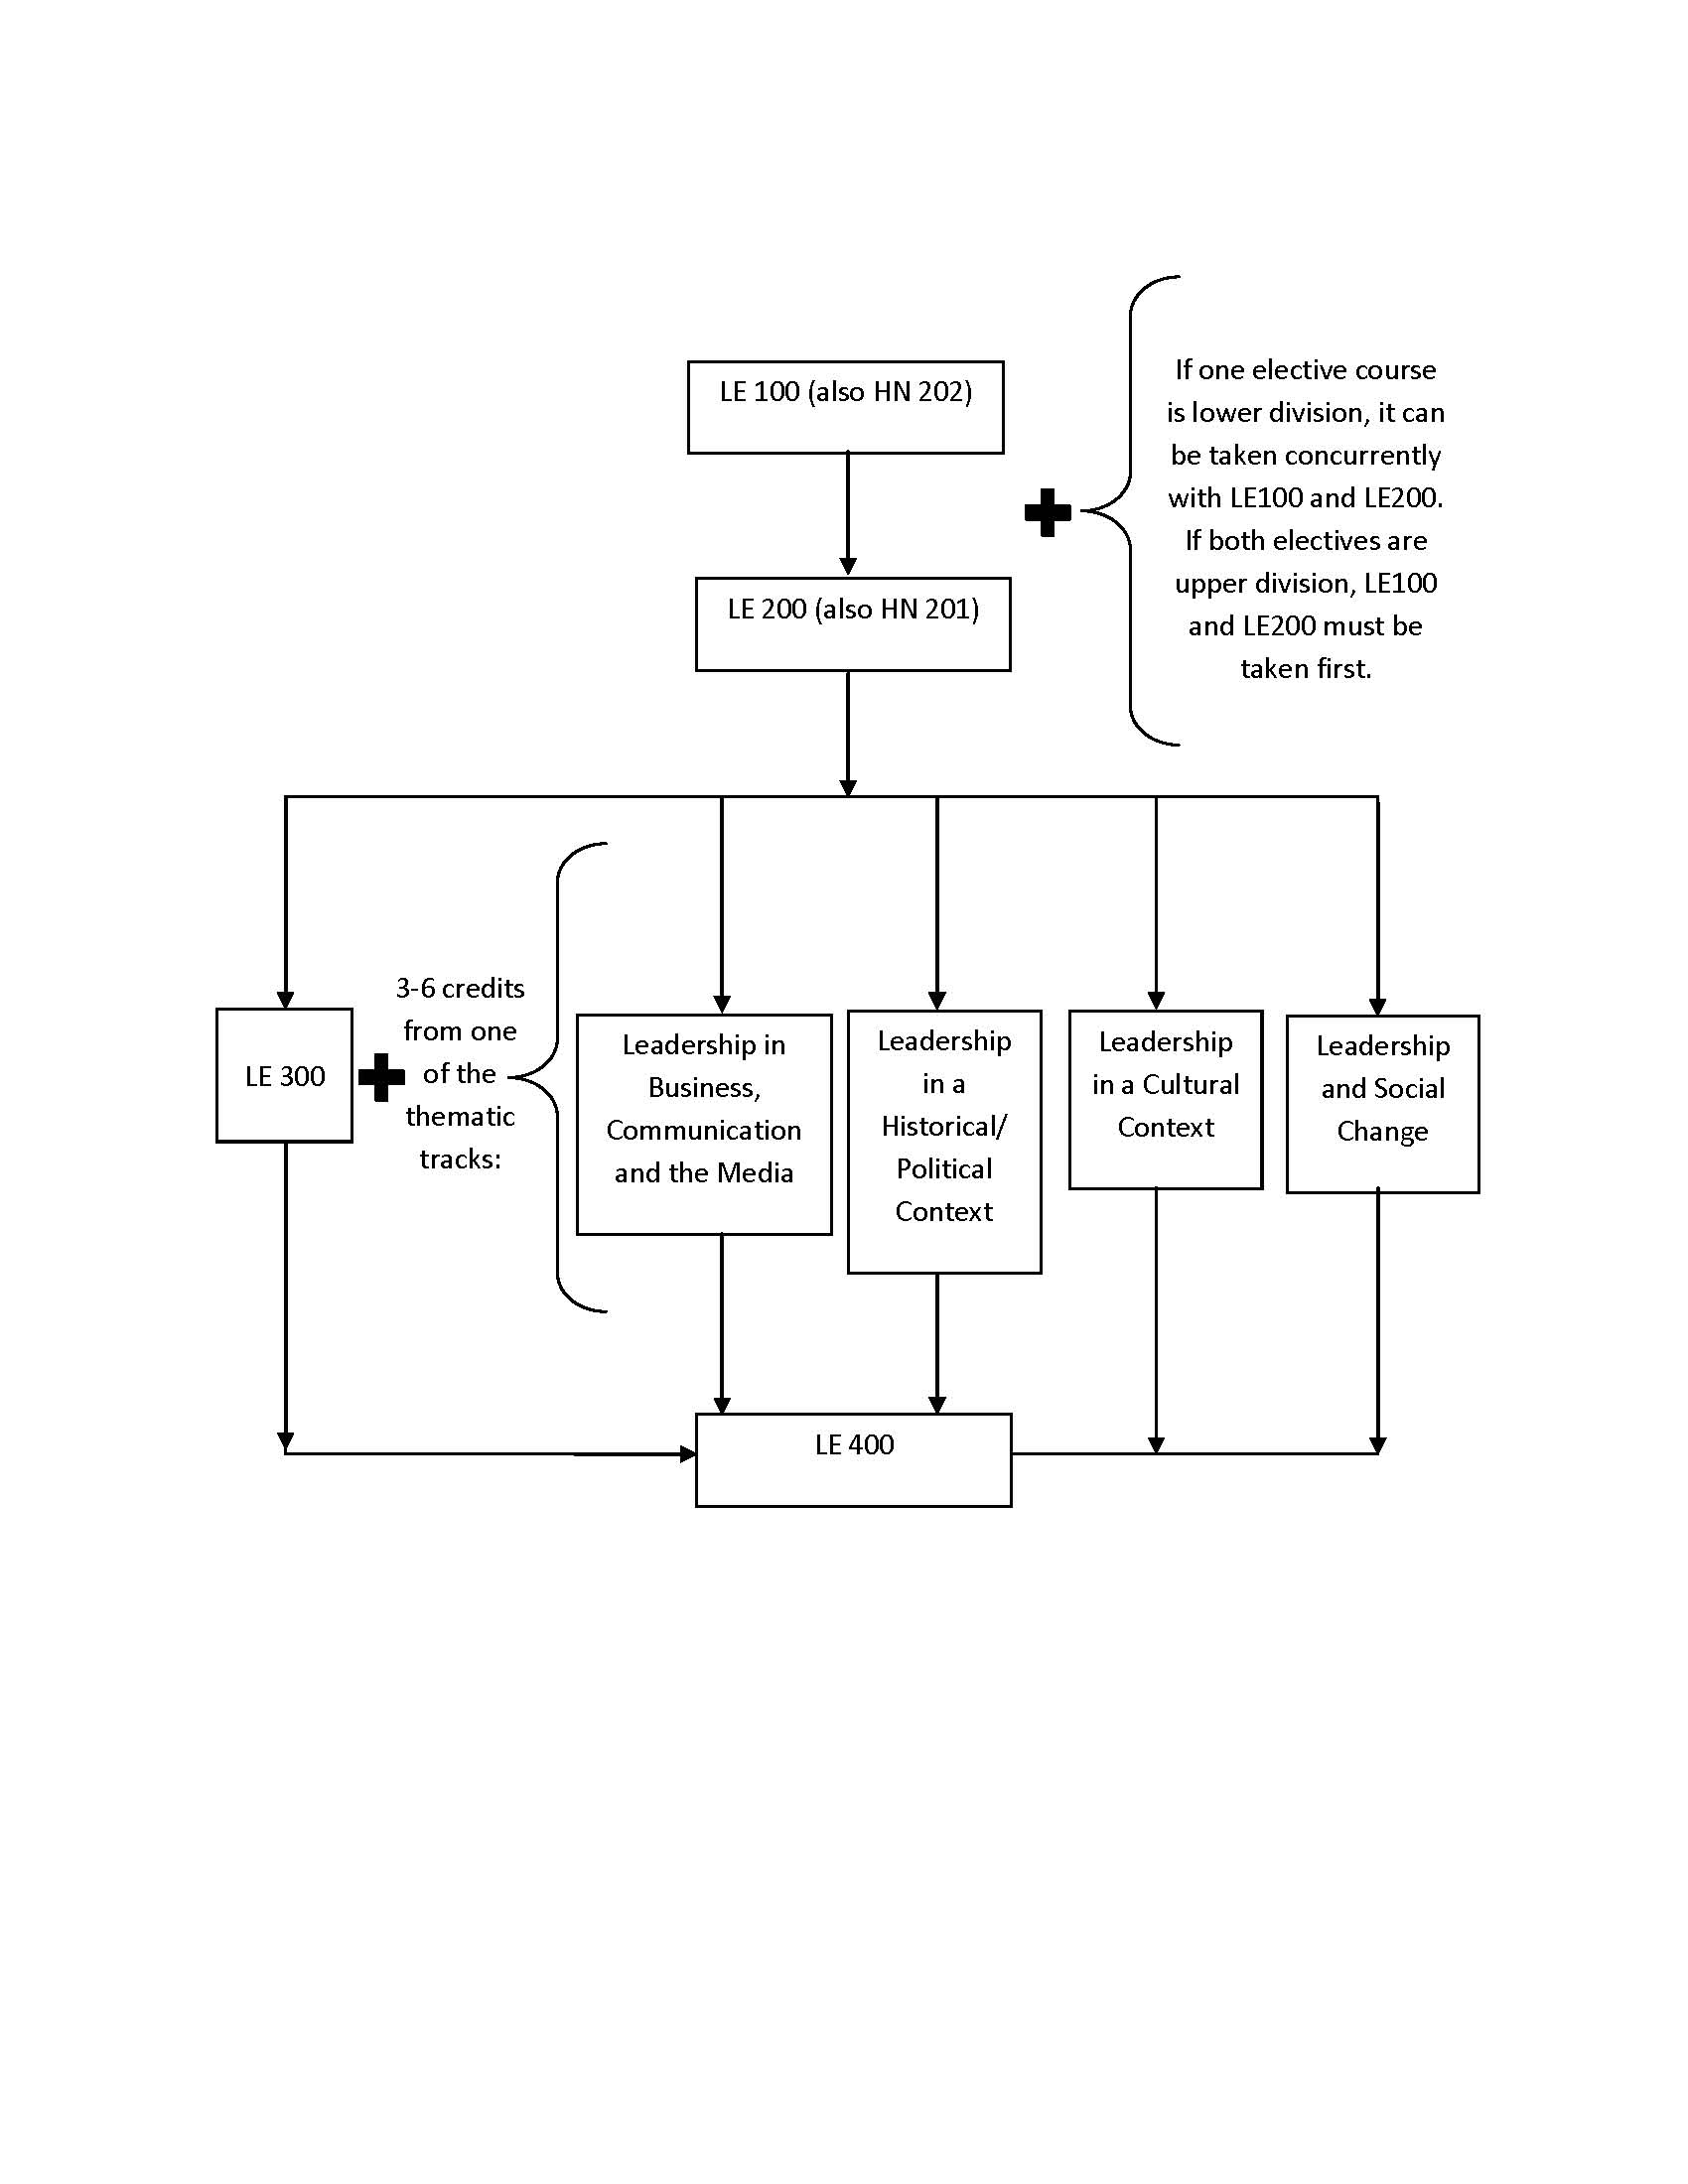 LE 100 (also HN 202)
If one elective course
is lower division, it can
be taken concurrently
with LE100 and LE200.
If both electives are
upper division, LE100
and LE200 must be
taken first.
LE 200 (also HN 201)
LE 300
3-6 credits
from one
of the
thematic
tracks:
Leadership in
Business,
Communication
and the Media
Leadership
in a
Historical/
Political
Context
Leadership
in a Cultural
Context
Leadership
and Social
Change
LE 400